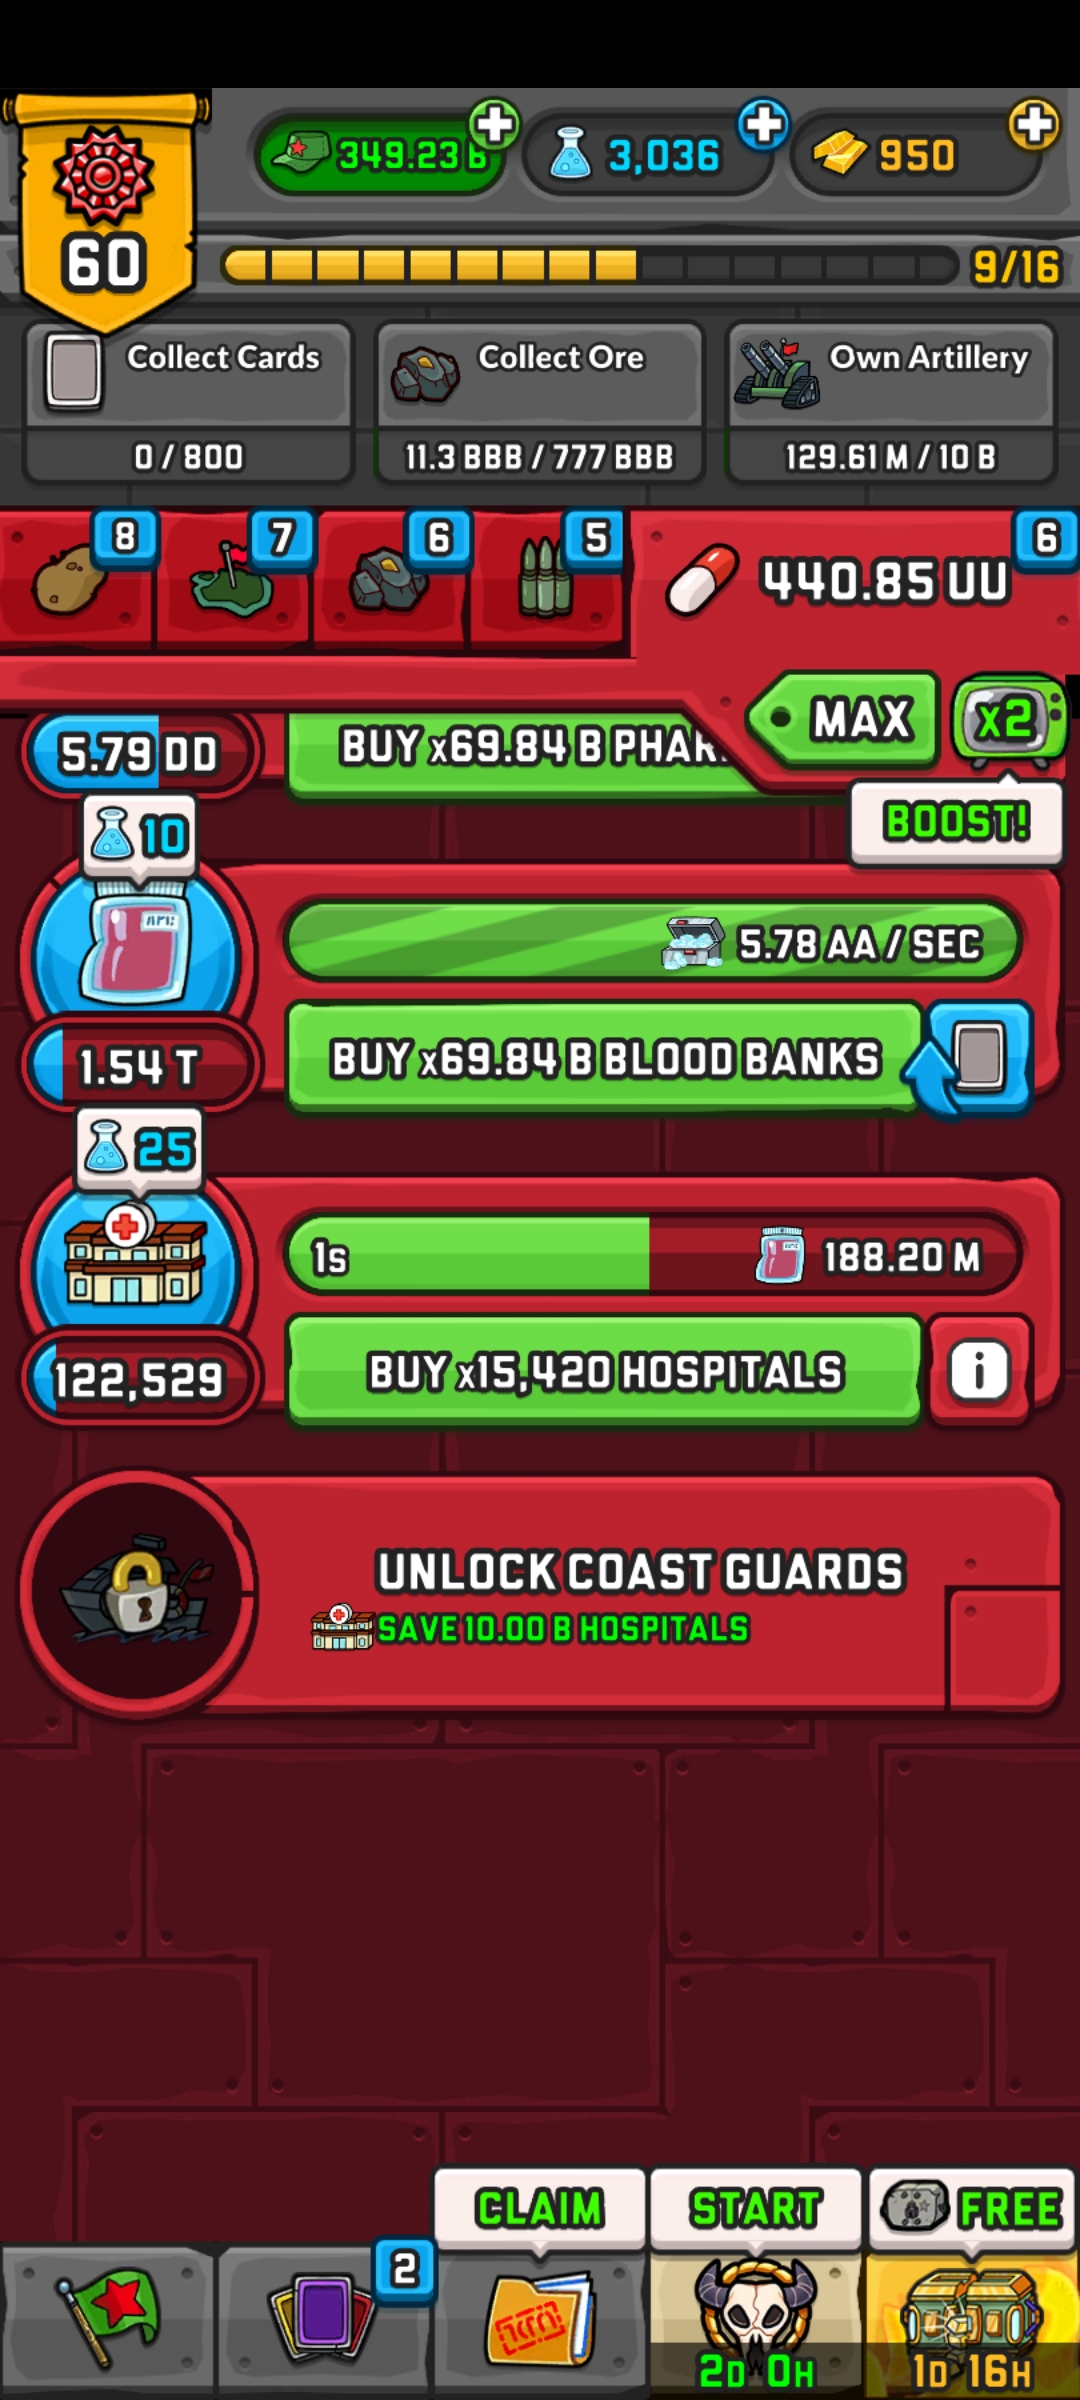 349.23 B
3,036
950
60
9/16
Collect Cards
0 / 800
Collect Ore
11.3 BBB / 777 BBB
Own Artillery
129.61 M / 10 B
8
7
6
5
440.85 UU
6
MAX
x2
BOOST!
5.79 DD
BUY x69.84 B PHAR
10
5.78 AA / SEC
1.54 T
BUY x69.84 B BLOOD BANKS
25
1s
188.20 M
122,529
BUY x15,420 HOSPITALS
i
UNLOCK COAST GUARDS
SAVE 10.00 B HOSPITALS
CLAIM
START
FREE
2
2D 0H
1D 16H